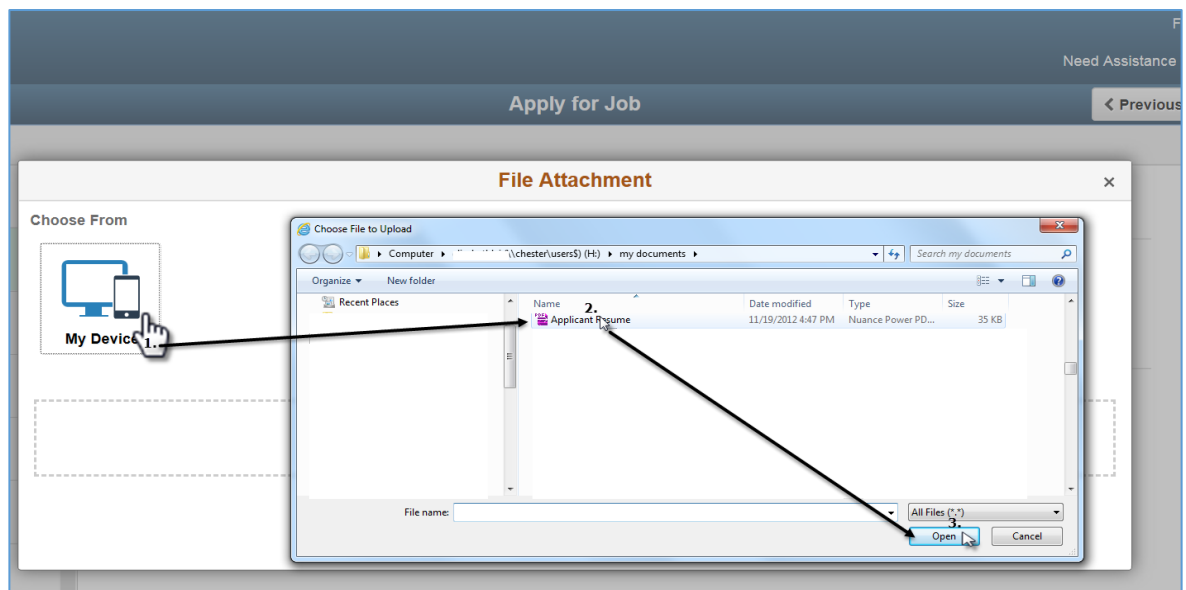 F
Need Assistance
Apply for Job
Previous
File Attachment
×
Choose From
Choose File to Upload
Computer
\\chester\users$) (H:) my documents
Search my documents
Organize
New folder
Recent Places
Name
Date modified
Type
Size
2.
Applicant Resume
11/19/2012 4:47 PM
Nuance Power PD...
35 KB
My Device
1.
File name:
All Files (*.*)
3.
Open
Cancel